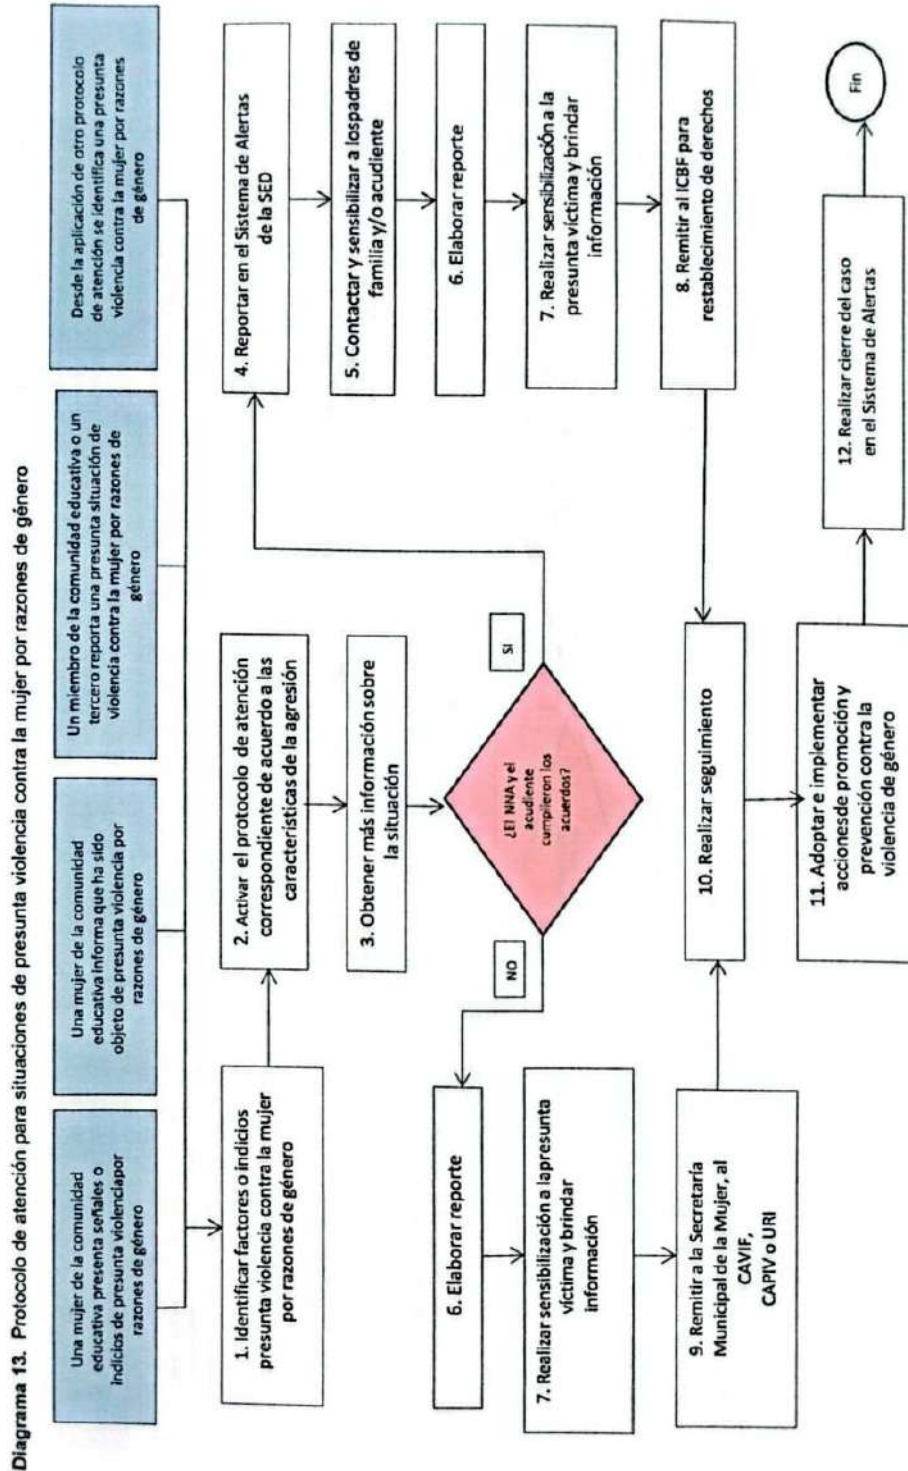 Diagrama 13. Protocolo de atención para situaciones de presunta violencia contra la mujer por razones de género
Una mujer de la comunidad
educativa presenta señales o
indicios de presunta violenciapor
razones de género
Una mujer de la comunidad
educativa informa que ha sido
objeto de presunta violencia por
razones de género
Un miembro de la comunidad educativa o un
tercero reporta una presunta situación de
violencia contra la mujer por razones de
género
Desde la aplicación de otro protocolo
de atención se identifica una presunta
violencia contra la mujer por razones
de género
1. Identificar factores o indicios
presunta violencia contra la mujer
por razones de género
2. Activar el protocolo de atención
correspondiente de acuerdo a las
características de la agresión
3. Obtener más información sobre
la situación
¿El NNA y el
acudiente
cumplieron los
acuerdos?
SI
NO
4. Reportar en el Sistema de Alertas
de la SED
5. Contactar y sensibilizar a lospadres de
familia y/o acudiente
6. Elaborar reporte
7. Realizar sensibilización a la
presunta víctima y brindar
información
8. Remitir al ICBF para
restablecimiento de derechos
6. Elaborar reporte
7. Realizar sensibilización a lapresunta
víctima y brindar
información
9. Remitir a la Secretaría
Municipal de la Mujer, al
CAVIF,
CAPIV o URI
10. Realizar seguimiento
11. Adoptar e implementar
accionesde promoción y
prevención contra la
violencia de género
12. Realizar cierre del caso
en el Sistema de Alertas
Fin